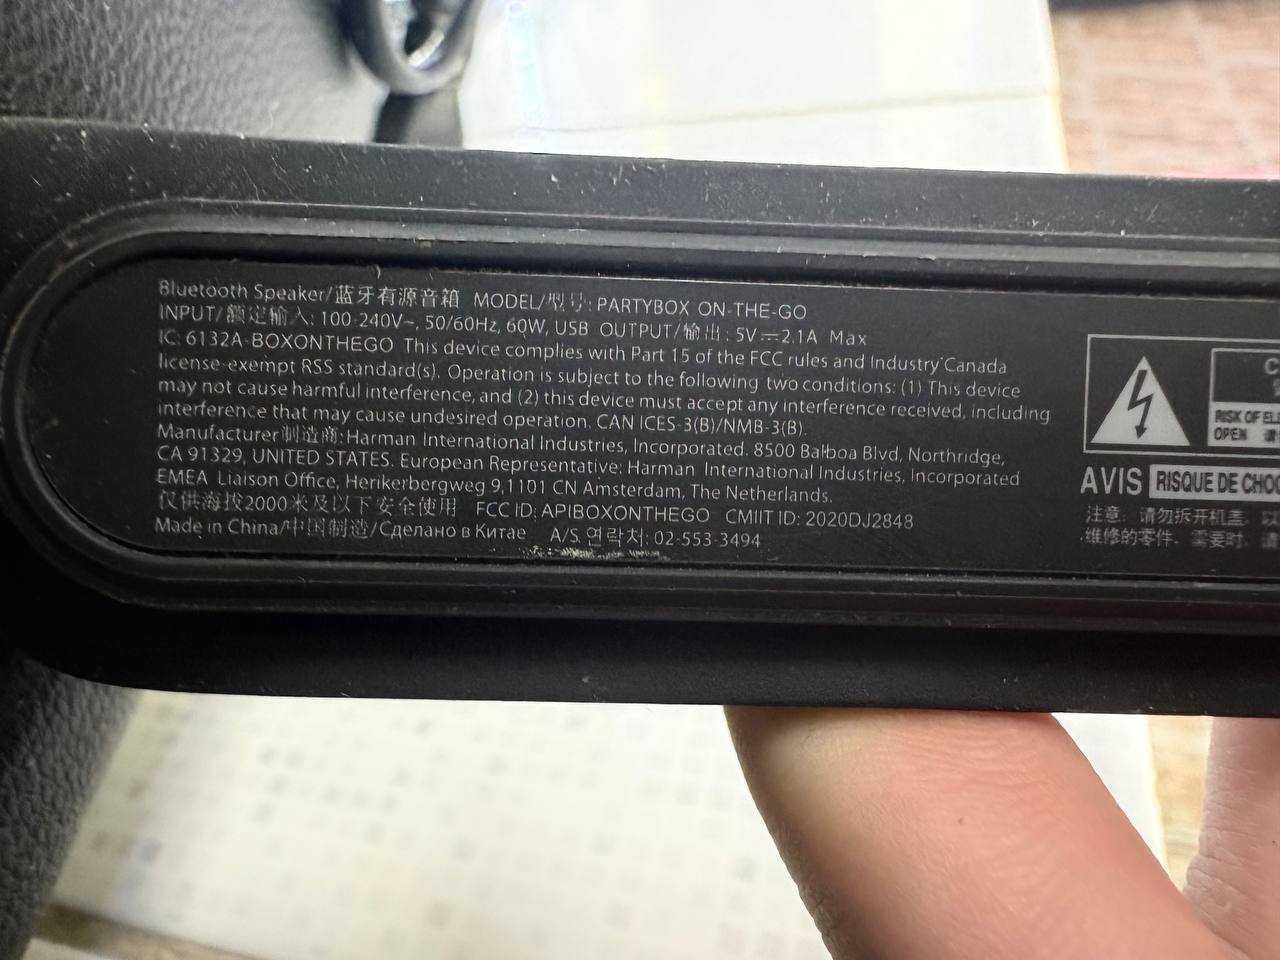 Bluetooth Speaker/蓝牙有源音箱 MODEL/型号: PARTYBOX ON-THE-GO
INPUT/额定输入: 100-240V~, 50/60Hz, 60W, USB OUTPUT/输出: 5V⎓2.1A Max
IC: 6132A-BOXONTHEGO This device complies with Part 15 of the FCC rules and Industry Canada
license-exempt RSS standard(s). Operation is subject to the following two conditions: (1) This device
may not cause harmful interference, and (2) this device must accept any interference received, including
interference that may cause undesired operation. CAN ICES-3(B)/NMB-3(B).
Manufacturer制造商: Harman International Industries, Incorporated. 8500 Balboa Blvd, Northridge,
CA 91329, UNITED STATES. European Representative: Harman International Industries, Incorporated
EMEA Liaison Office, Herikerbergweg 9,1101 CN Amsterdam, The Netherlands.
仅供海拔2000米及以下安全使用 FCC ID: APIBOXONTHEGO CMIIT ID: 2020DJ2848
Made in China/中国制造/Сделано в Китае A/S 연락처: 02-553-3494
RISK OF
OPEN
AVIS RISQUE DE
注意: 请勿拆开机盖,
维修的零件. 需要时,